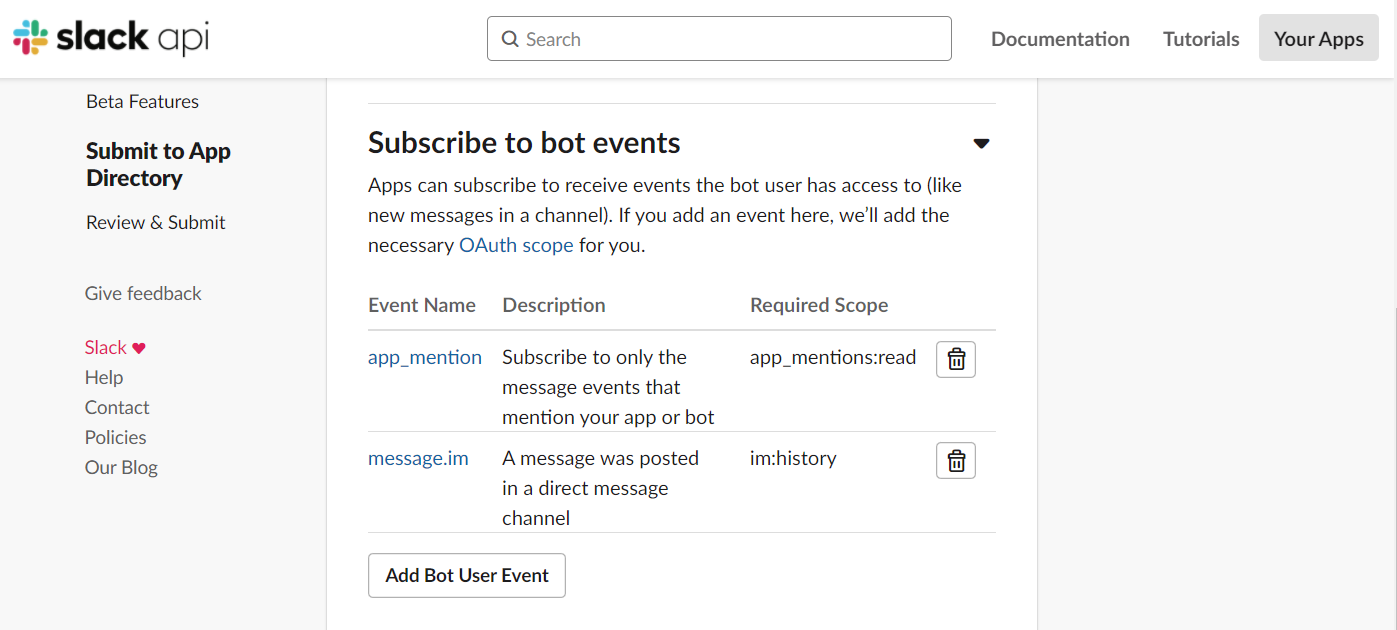 slack api
Search
Documentation
Tutorials
Your Apps
Beta Features
Submit to App
Directory
Review & Submit
Give feedback
Slack ♥
Help
Contact
Policies
Our Blog
Subscribe to bot events
Apps can subscribe to receive events the bot user has access to (like
new messages in a channel). If you add an event here, we’ll add the
necessary OAuth scope for you.
Event Name Description Required Scope
app_mention Subscribe to only the app_mentions:read
message events that
mention your app or bot
message.im A message was posted im:history
in a direct message
channel
Add Bot User Event